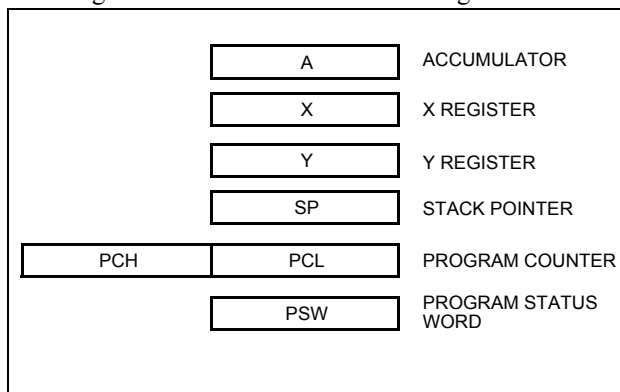 A ACCUMULATOR
X X REGISTER
Y Y REGISTER
SP STACK POINTER
PCH PCL PROGRAM COUNTER
PSW PROGRAM STATUS
WORD